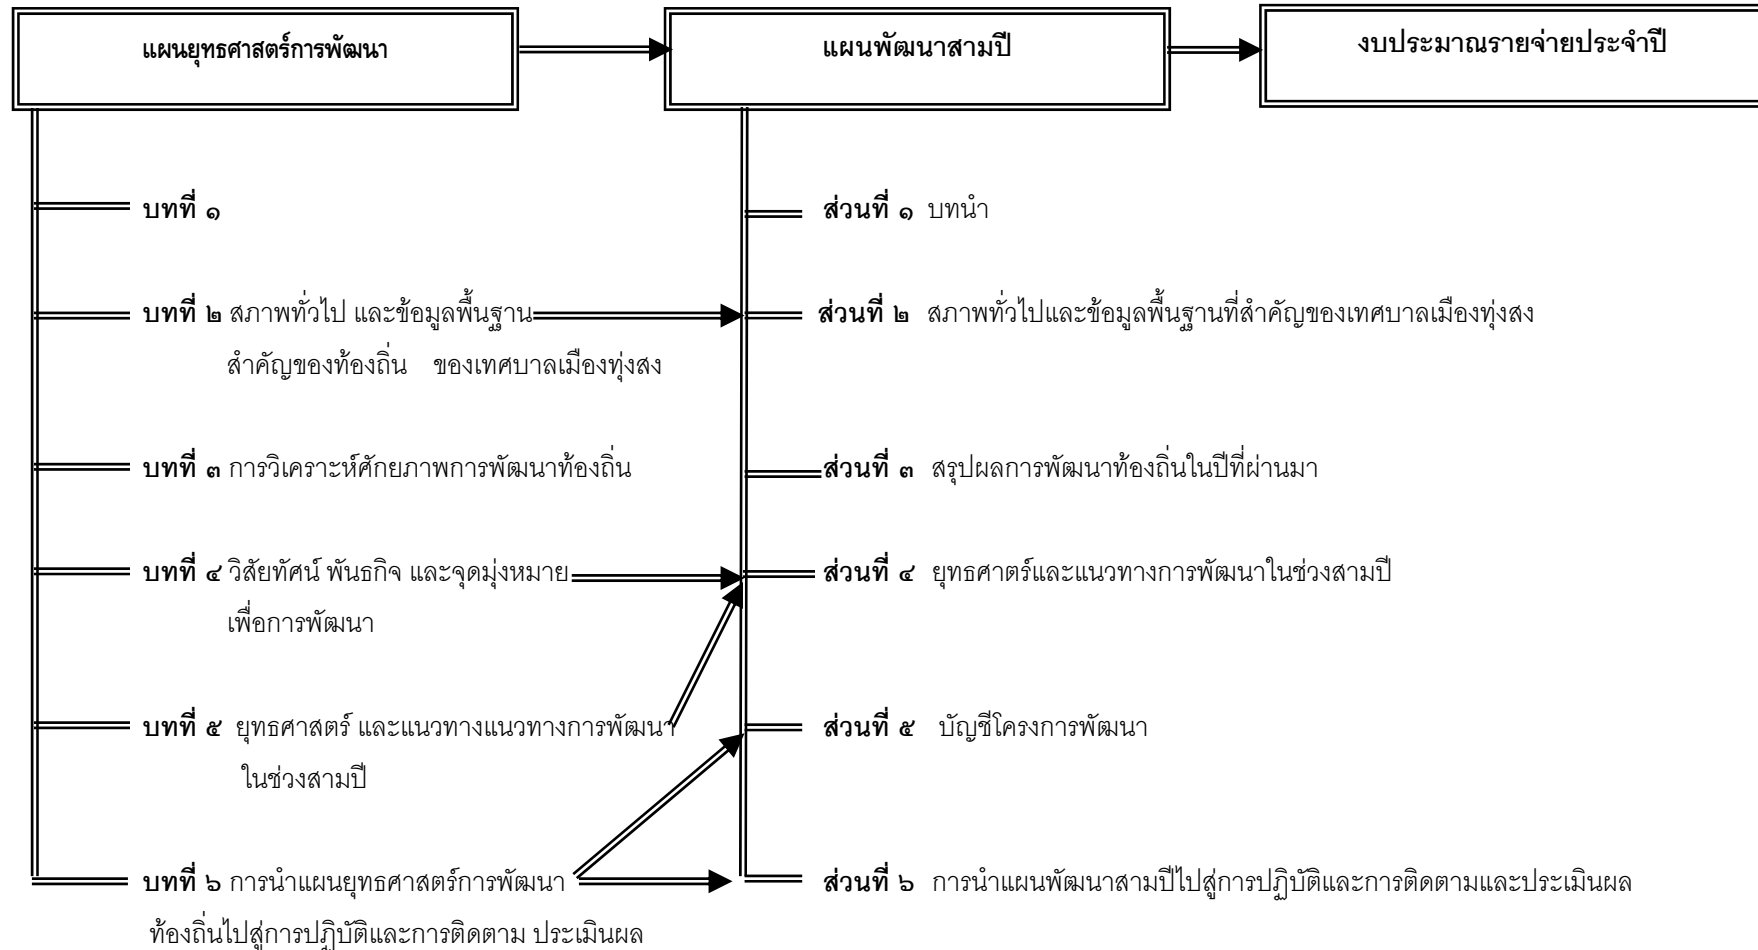 แผนยุทธศาสตร์การพัฒนา
แผนพัฒนาสามปี
งบประมาณรายจ่ายประจำปี
บทที่ ๑
บทที่ ๒ สภาพทั่วไป และข้อมูลพื้นฐาน
สำคัญของท้องถิ่น ของเทศบาลเมืองทุ่งสง
บทที่ ๓ การวิเคราะห์ศักยภาพการพัฒนาท้องถิ่น
บทที่ ๔ วิสัยทัศน์ พันธกิจ และจุดมุ่งหมาย
เพื่อการพัฒนา
บทที่ ๕ ยุทธศาสตร์ และแนวทางแนวทางการพัฒนา
ในช่วงสามปี
บทที่ ๖ การนำแผนยุทธศาสตร์การพัฒนา
ท้องถิ่นไปสู่การปฏิบัติและการติดตาม ประเมินผล
ส่วนที่ ๑ บทนำ
ส่วนที่ ๒ สภาพทั่วไปและข้อมูลพื้นฐานที่สำคัญของเทศบาลเมืองทุ่งสง
ส่วนที่ ๓ สรุปผลการพัฒนาท้องถิ่นในปีที่ผ่านมา
ส่วนที่ ๔ ยุทธศาตร์และแนวทางการพัฒนาในช่วงสามปี
ส่วนที่ ๕ บัญชีโครงการพัฒนา
ส่วนที่ ๖ การนำแผนพัฒนาสามปีไปสู่การปฏิบัติและการติดตามและประเมินผล